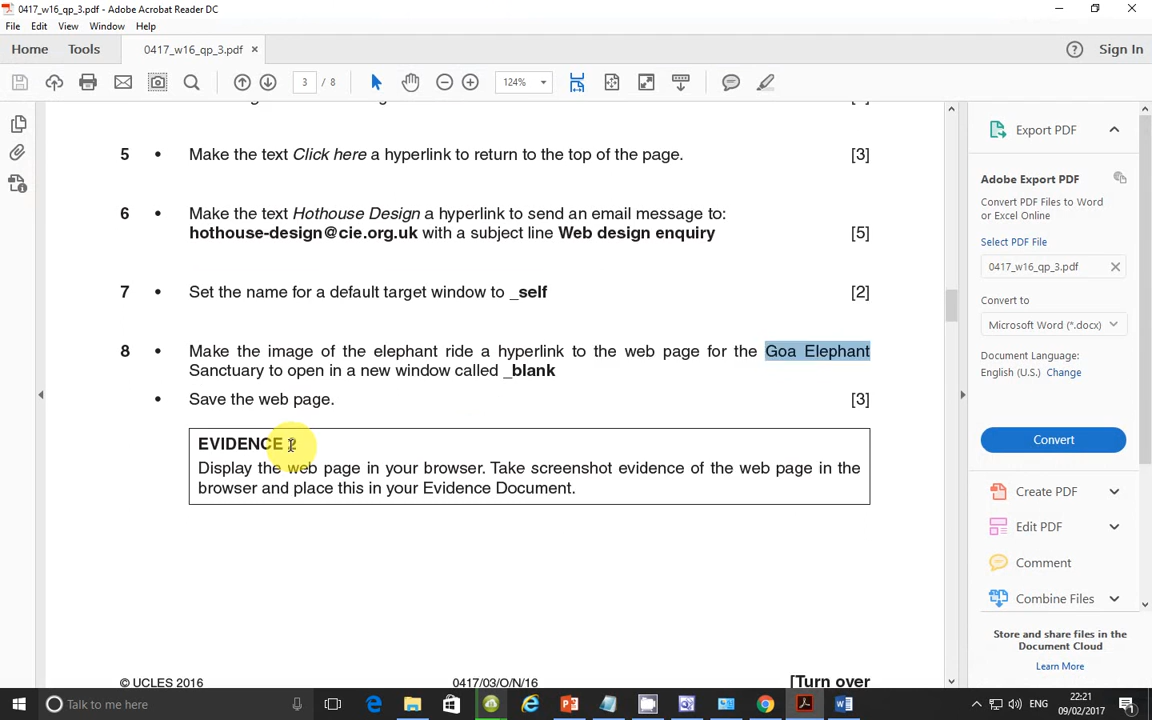 0417_w16_qp_3.pdf - Adobe Acrobat Reader DC
File Edit View Window Help
Home Tools 0417_w16_qp_3.pdf × Sign In
3 / 8 124%
5 • Make the text Click here a hyperlink to return to the top of the page. [3]
6 • Make the text Hothouse Design a hyperlink to send an email message to:
hothouse-design@cie.org.uk with a subject line Web design enquiry [5]
7 • Set the name for a default target window to _self [2]
8 • Make the image of the elephant ride a hyperlink to the web page for the Goa Elephant
Sanctuary to open in a new window called _blank
• Save the web page. [3]
EVIDENCE 2
Display the web page in your browser. Take screenshot evidence of the web page in the
browser and place this in your Evidence Document.
© UCLES 2016 0417/03/O/N/16 [Turn over
Export PDF
Adobe Export PDF
Convert PDF Files to Word
or Excel Online
Select PDF File
0417_w16_qp_3.pdf
Convert to
Microsoft Word (*.docx)
Document Language:
English (U.S.) Change
Convert
Create PDF
Edit PDF
Comment
Combine Files
Store and share files in the
Document Cloud
Learn More
Talk to me here
ENG
22:21
09/02/2017